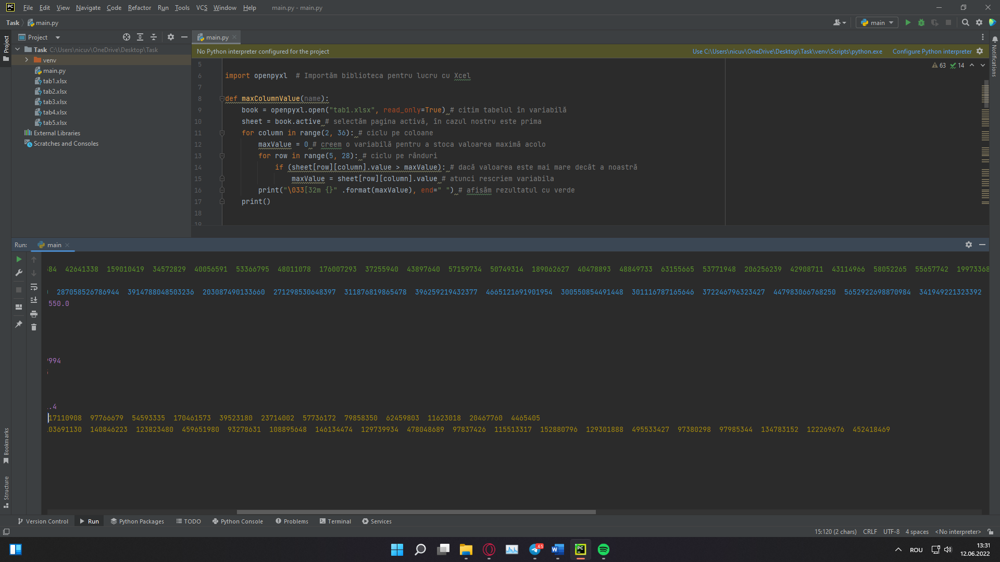 PC File Edit View Navigate Code Refactor Run Tools VCS Window Help main.py - main.py
Task main.py main
Project main.py
Project
No Python interpreter configured for the project Use C:\Users\nicuv\OneDrive\Desktop\Task\venv\Scripts\python.exe Configure Python interpreter
Notifications
Task C:\Users\nicuv\OneDrive\Desktop\Task
venv
main.py
tab1.xlsx
tab2.xlsx
tab3.xlsx
tab4.xlsx
tab5.xlsx
External Libraries
Scratches and Consoles
63 14
5
6 import openpyxl # Importăm biblioteca pentru lucru cu Xcel
7
8 def maxColumnValue(name):
9 book = openpyxl.open("tab1.xlsx", read_only=True) # citim tabelul în variabilă
10 sheet = book.active # selectăm pagina activă, în cazul nostru este prima
11 for column in range(2, 36): # ciclu pe coloane
12 maxValue = 0 # creem o variabilă pentru a stoca valoarea maximă acolo
13 for row in range(5, 28): # ciclu pe rânduri
14 if (sheet[row][column].value > maxValue): # dacă valoarea este mai mare decât a noastră
15 maxValue = sheet[row][column].value # atunci rescriem variabila
16 print("\033[32m {}" .format(maxValue), end=" ") # afisăm rezultatul cu verde
17 print()
18
19
Run: main
84 42641338 159010419 34572829 40056591 53366795 48011078 176007293 37255940 43897640 57159734 50749314 189062627 40478893 48849733 63155665 53771948 206256239 42908711 43114966 58052265 55657742 19973368
287058526786944 3914788048503236 203087490133660 271298530648397 311876819865478 396259219432377 4665121691901954 300550854491448 301116787165646 372246796323427 447983066768250 5652922698870984 341949221323392
550.0
9994
.4
17110908 97766679 54593335 170461573 39523180 23714002 57736172 79858350 62459803 11623018 20467760 4465405
03691130 140846223 123823480 459651980 93278631 108895648 146134474 129739934 478048689 97837426 115513317 152880796 129301888 495533427 97380298 97985344 134783152 122269676 452418469
Bookmarks
Structure
Version Control Run Python Packages TODO Python Console Problems Terminal Services
15:120 (2 chars) CRLF UTF-8 4 spaces <No interpreter>
65 W PC ROU 13:31
12.06.2022